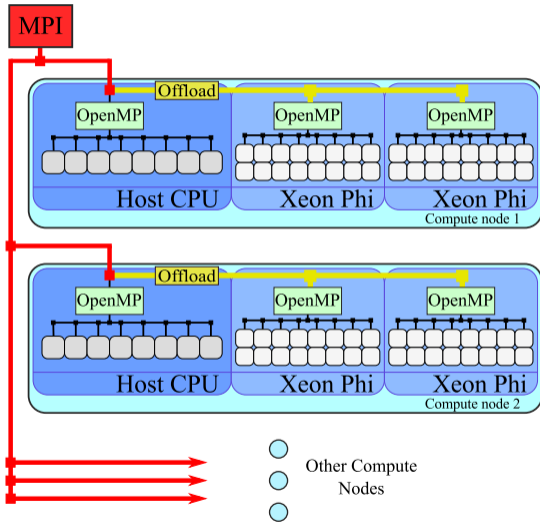 MPI
Offload
OpenMP
OpenMP
OpenMP
Host CPU
Xeon Phi
Xeon Phi
Compute node 1
Offload
OpenMP
OpenMP
OpenMP
Host CPU
Xeon Phi
Xeon Phi
Compute node 2
Other Compute
Nodes